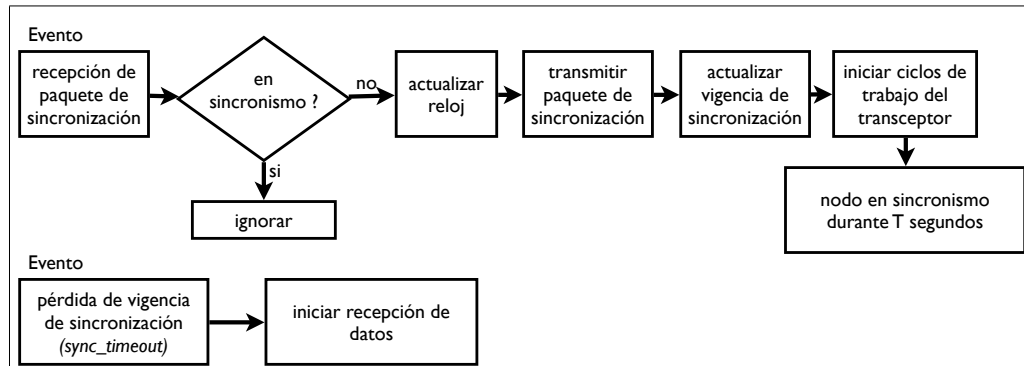 Evento
recepción de
paquete de
sincronización
en
sincronismo ?
no
actualizar
reloj
transmitir
paquete de
sincronización
actualizar
vigencia de
sincronización
iniciar ciclos de
trabajo del
transceptor
si
ignorar
nodo en sincronismo
durante T segundos
Evento
pérdida de vigencia
de sincronización
(sync_timeout)
iniciar recepción de
datos